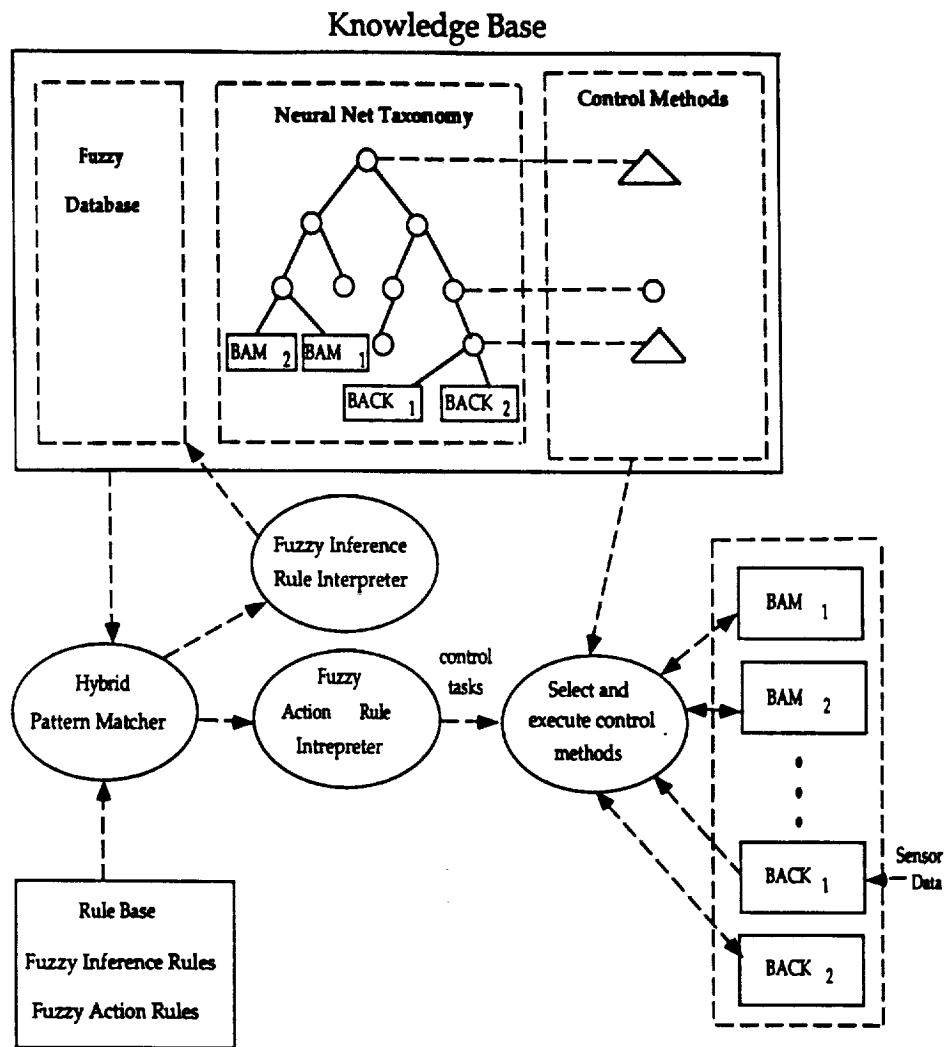 Knowledge Base
Fuzzy
Database
Neural Net Taxonomy
Control Methods
BAM 2
BAM 1
BACK 1
BACK 2
Fuzzy Inference
Rule Interpreter
Hybrid
Pattern Matcher
Fuzzy
Action Rule
Intrepreter
control
tasks
Select and
execute control
methods
BAM 1
BAM 2
BACK 1
BACK 2
Sensor
Data
Rule Base
Fuzzy Inference Rules
Fuzzy Action Rules